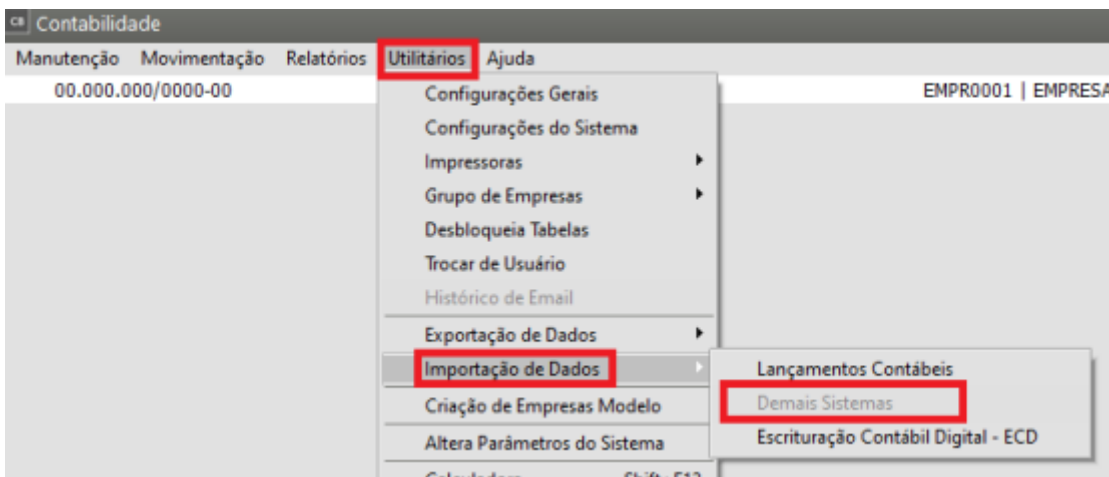 CB Contabilidade
Manutenção Movimentação Relatórios Utilitários Ajuda
00.000.000/0000-00 EMPR0001 | EMPRESA
Configurações Gerais
Configurações do Sistema
Impressoras
Grupo de Empresas
Desbloqueia Tabelas
Trocar de Usuário
Histórico de Email
Exportação de Dados
Importação de Dados
Lançamentos Contábeis
Demais Sistemas
Escrituração Contábil Digital - ECD
Criação de Empresas Modelo
Altera Parâmetros do Sistema